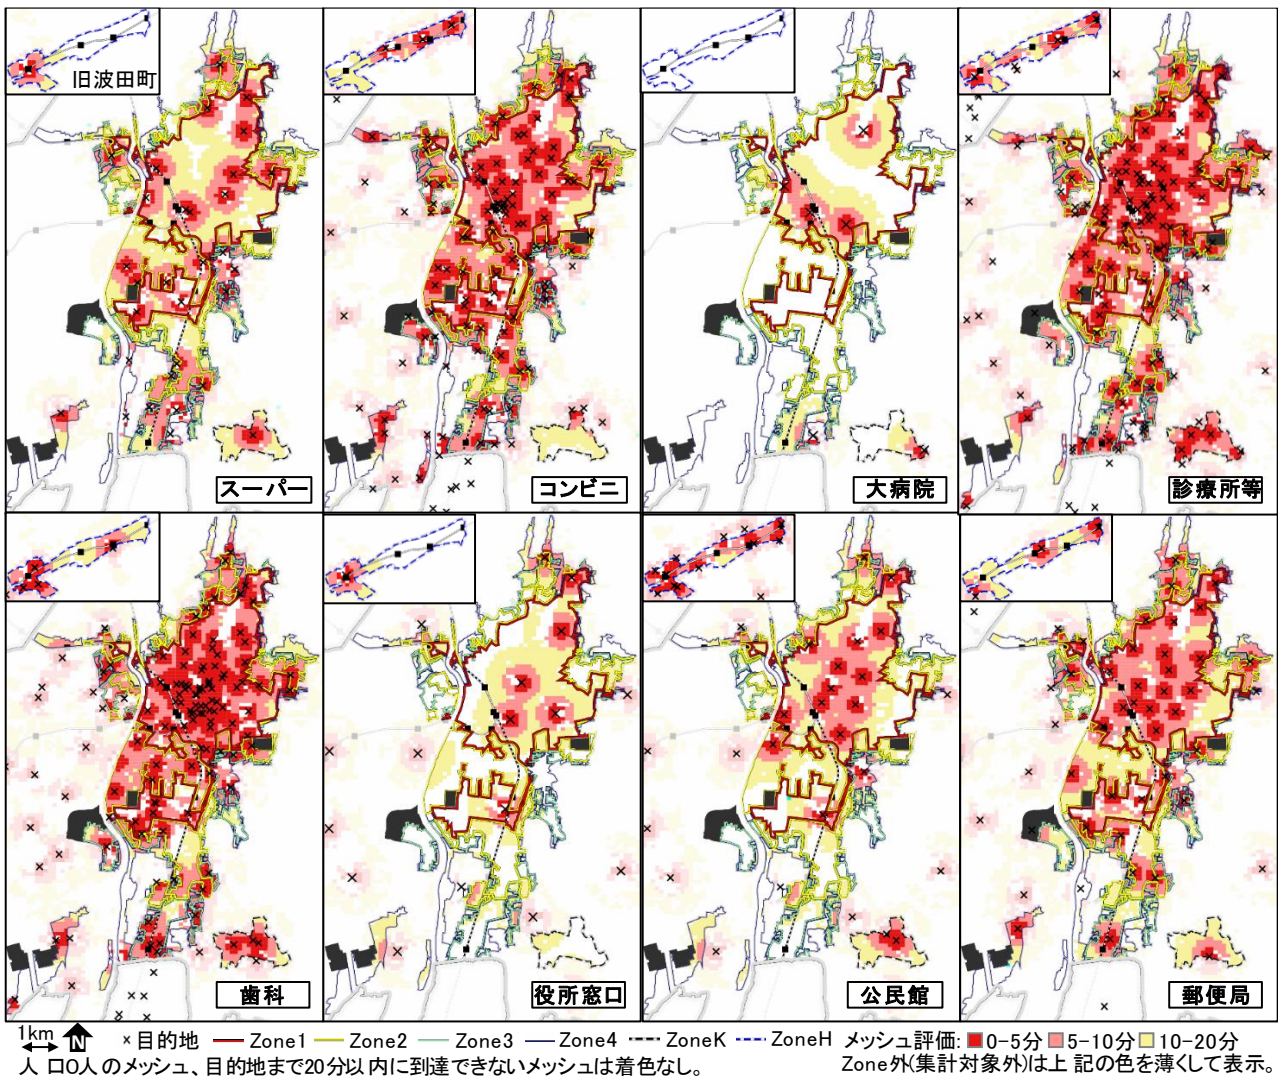 旧波田町
スーパー
コンビニ
大病院
診療所等
歯科
役所窓口
公民館
郵便局
1km N ×目的地 Zone1 Zone2 Zone3 Zone4 ZoneK ZoneH メッシュ評価: 0-5分 5-10分 10-20分
人口0人のメッシュ、目的地まで20分以内に到達できないメッシュは着色なし。
Zone外(集計対象外)は上記の色を薄くして表示。